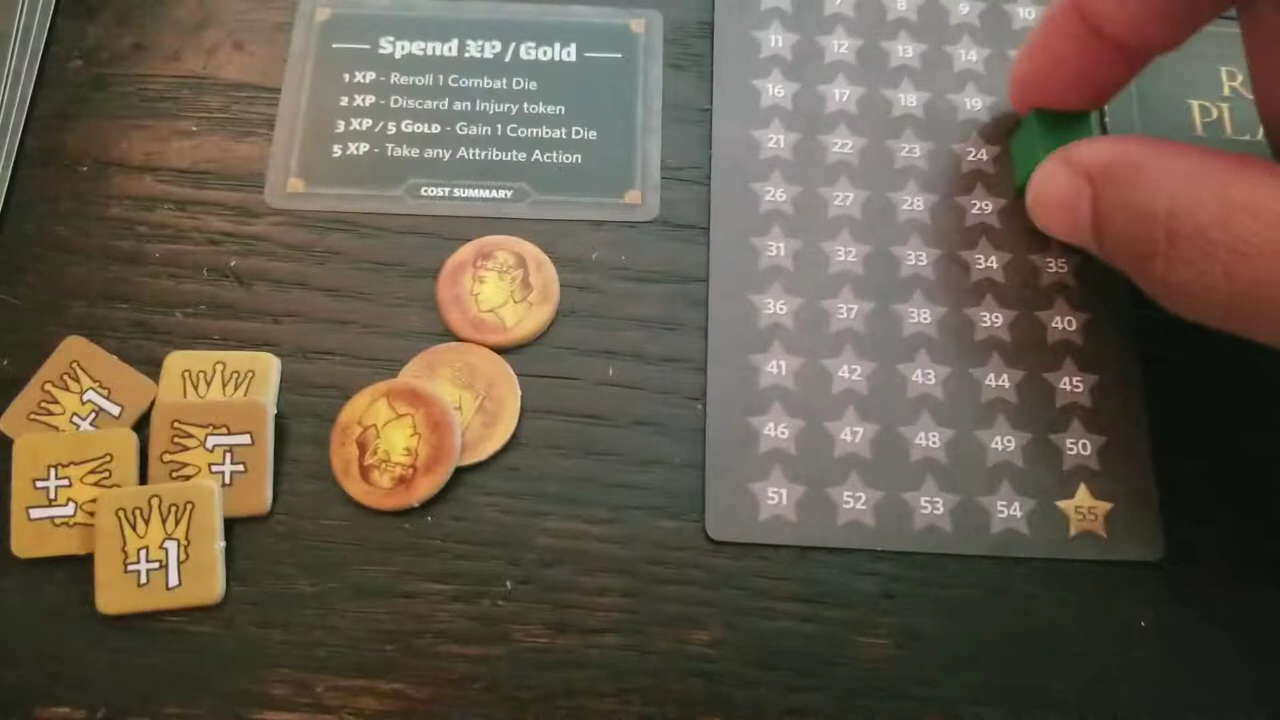 Spend XP / Gold
1 XP - Reroll 1 Combat Die
2 XP - Discard an Injury token
3 XP / 5 GOLD - Gain 1 Combat Die
5 XP - Take any Attribute Action
COST SUMMARY
7 8 9 10
11 12 13 14
16 17 18 19
21 22 23 24
26 27 28 29
31 32 33 34 35
36 37 38 39 40
41 42 43 44 45
46 47 48 49 50
51 52 53 54 55
+1
+1
+1
+1